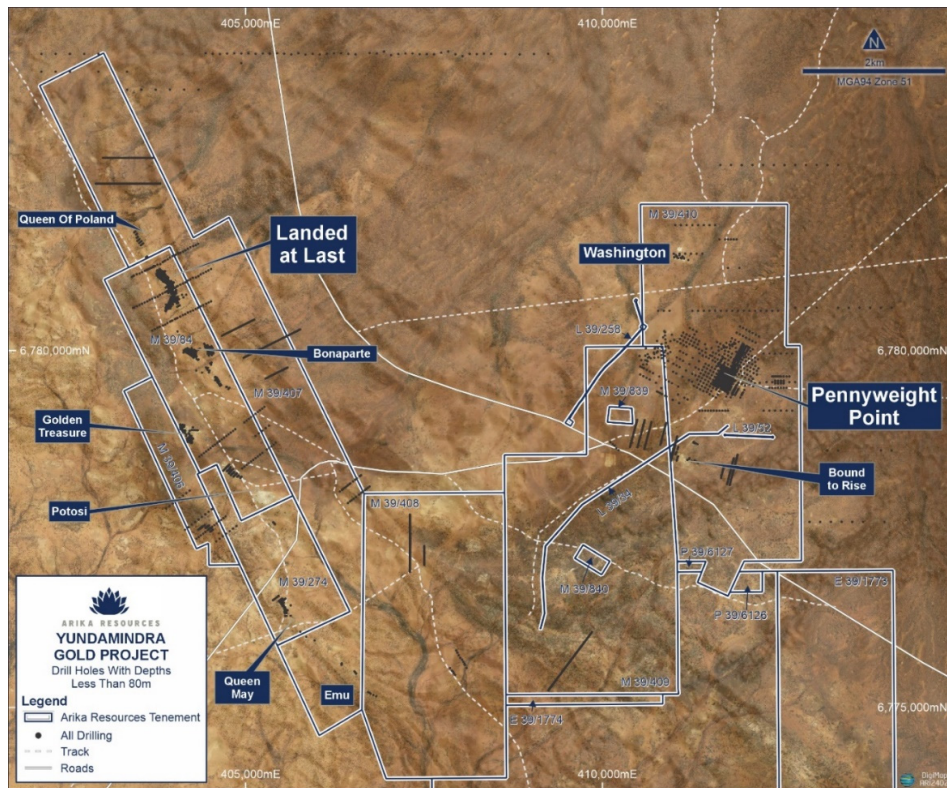 405,000mE
410,000mE
N
2km
MGA94 Zone 51
Queen Of Poland
Landed
at Last
M 39/410
Washington
L 39/258
6,780,000mN
M 39/84
Bonaparte
6,780,000mN
M 39/407
M 39/839
Pennyweight
Point
Golden
Treasure
L 39/52
M 39/406
Bound
to Rise
Potosi
M 39/408
P 39/6127
M 39/274
M 39/840
E 39/1773
P 39/6126
ARIKA RESOURCES
YUNDAMINDRA
GOLD PROJECT
Drill Holes With Depths
Less Than 80m
Legend
Arika Resources Tenement
All Drilling
Track
Roads
Queen
May
Emu
M 39/409
E 39/1774
6,775,000mN
405,000mE
410,000mE
DigiMap